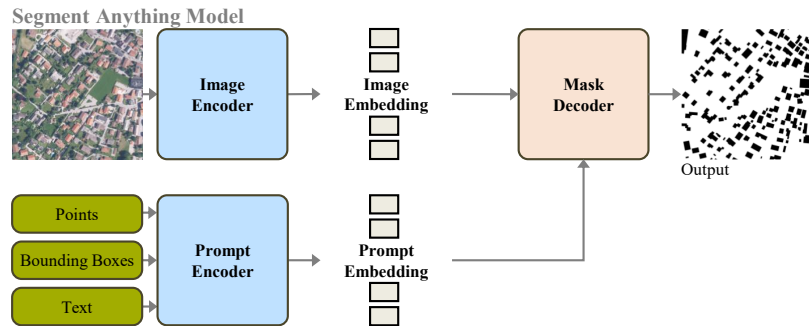 Segment Anything Model
Image
Encoder
Image
Embedding
Mask
Decoder
Output
Points
Bounding Boxes
Text
Prompt
Encoder
Prompt
Embedding